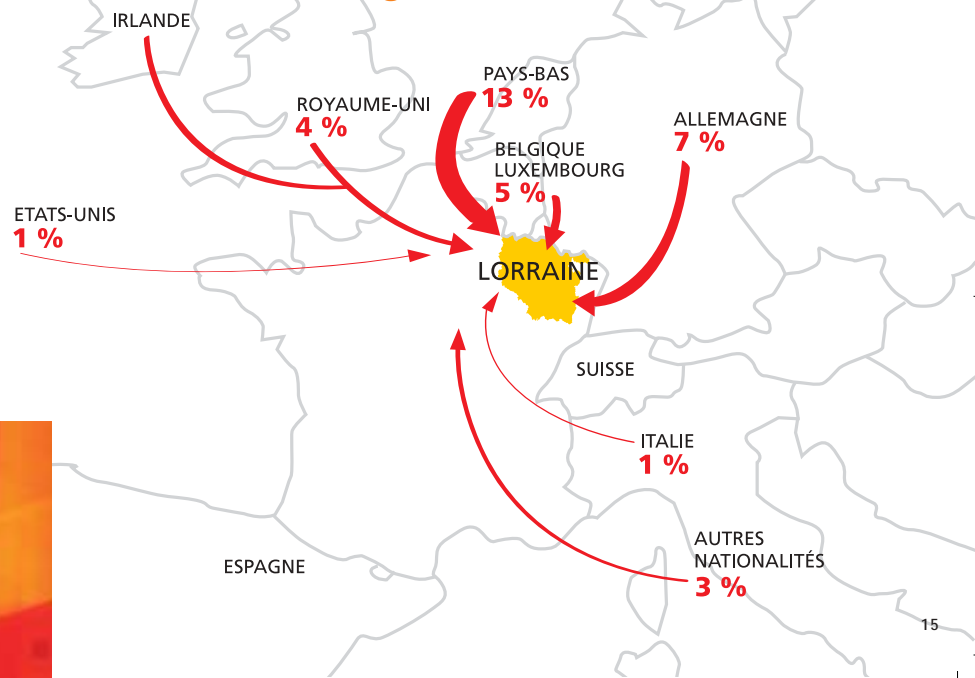 IRLANDE
ROYAUME-UNI
4 %
PAYS-BAS
13 %
BELGIQUE
LUXEMBOURG
5 %
ALLEMAGNE
7 %
ETATS-UNIS
1 %
LORRAINE
SUISSE
ITALIE
1 %
AUTRES
NATIONALITÉS
3 %
ESPAGNE
15